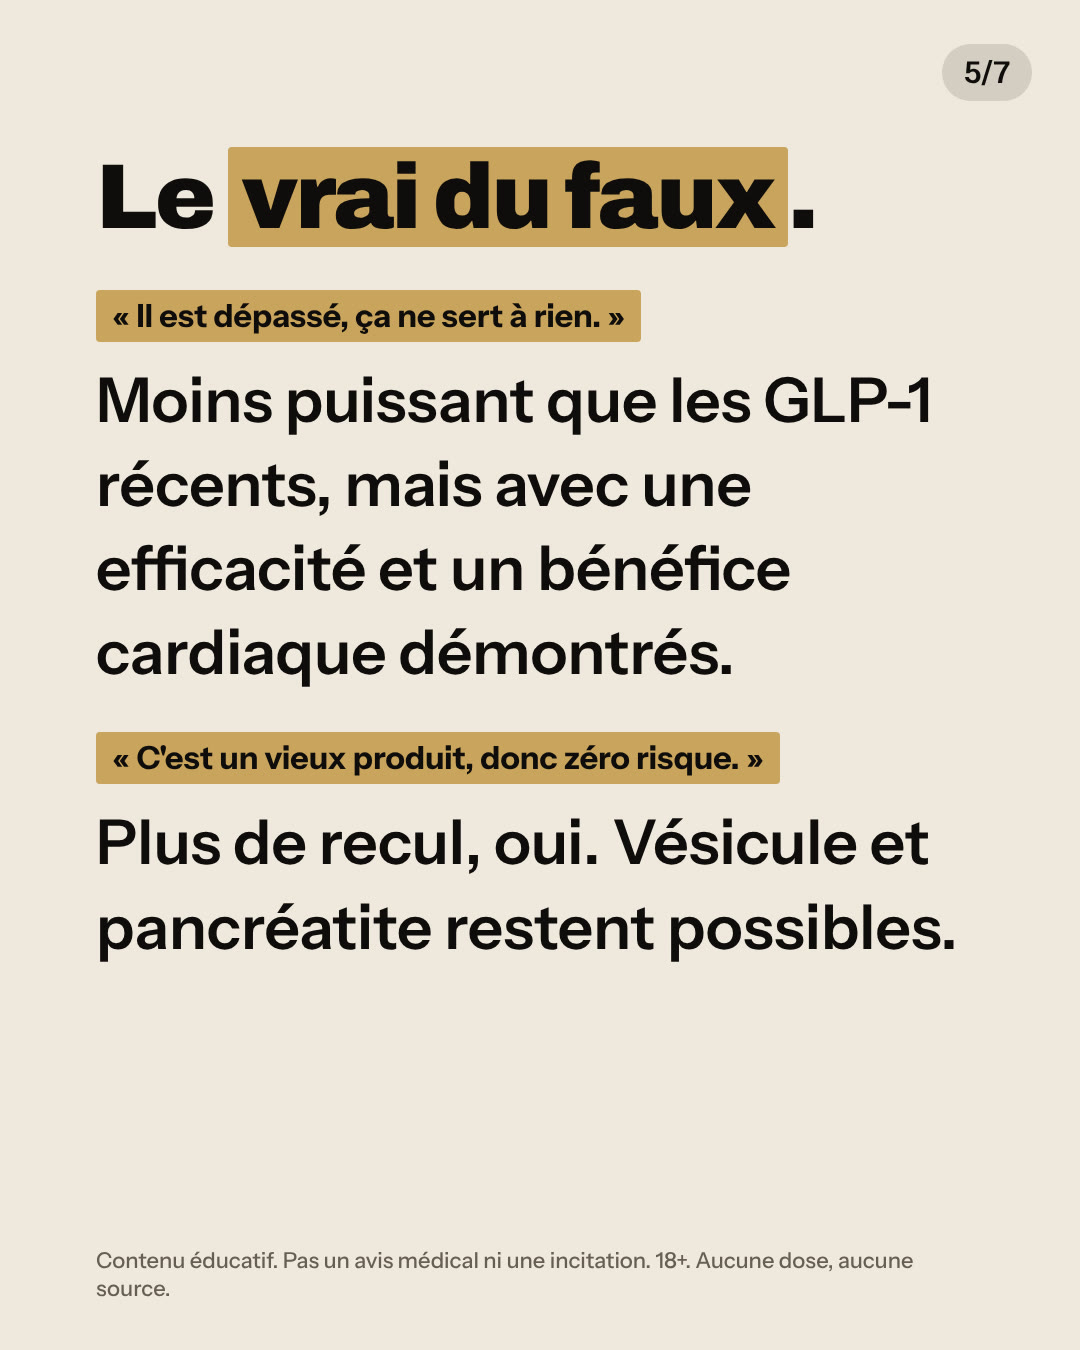 5/7
Le vrai du faux.
« Il est dépassé, ça ne sert à rien. »
Moins puissant que les GLP-1
récents, mais avec une
efficacité et un bénéfice
cardiaque démontrés.
« C'est un vieux produit, donc zéro risque. »
Plus de recul, oui. Vésicule et
pancréatite restent possibles.
Contenu éducatif. Pas un avis médical ni une incitation. 18+. Aucune dose, aucune
source.